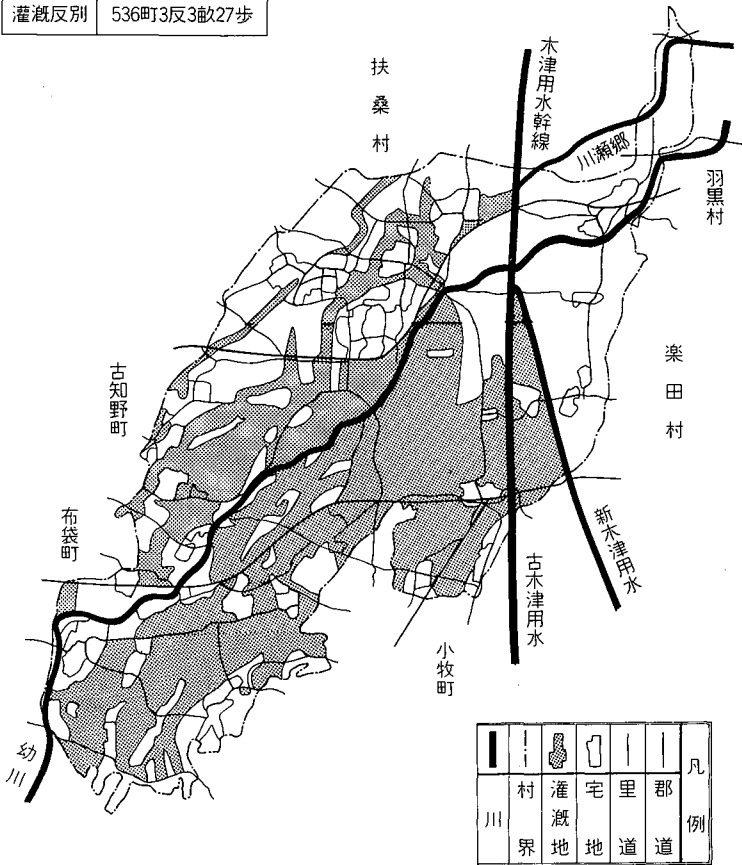 灌漑反別 536町3反3畝27歩
扶桑村
木津用水幹線
川瀬郷
羽黒村
楽田村
古知野町
布袋町
新木津用水
古木津用水
小牧町
幼川
凡例
郡道
里道
宅地
灌漑地
村界
川